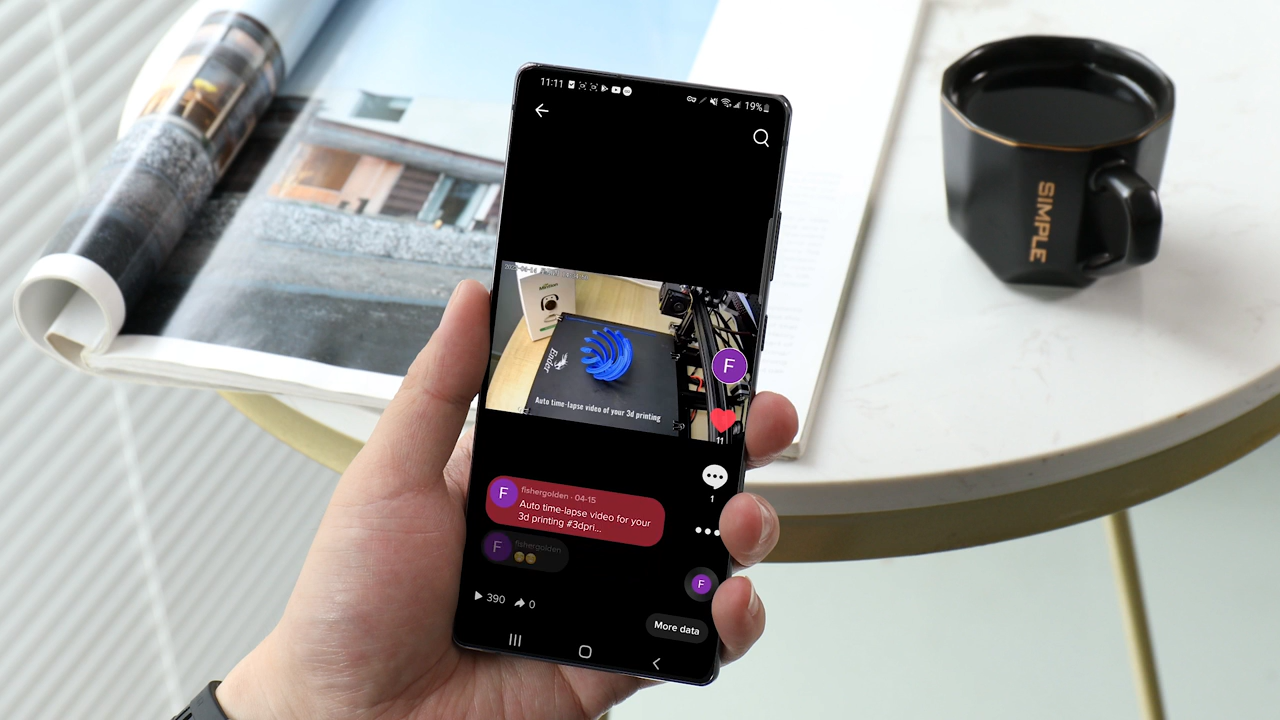 11:11
19%
Ender
F
Auto time-lapse video of your 3d printing
11
1
F
fishergolden · 04-15
Auto time-lapse video for your
3d printing #3dpri...
F
fishergolden
F
390
0
More data
SIMPLE